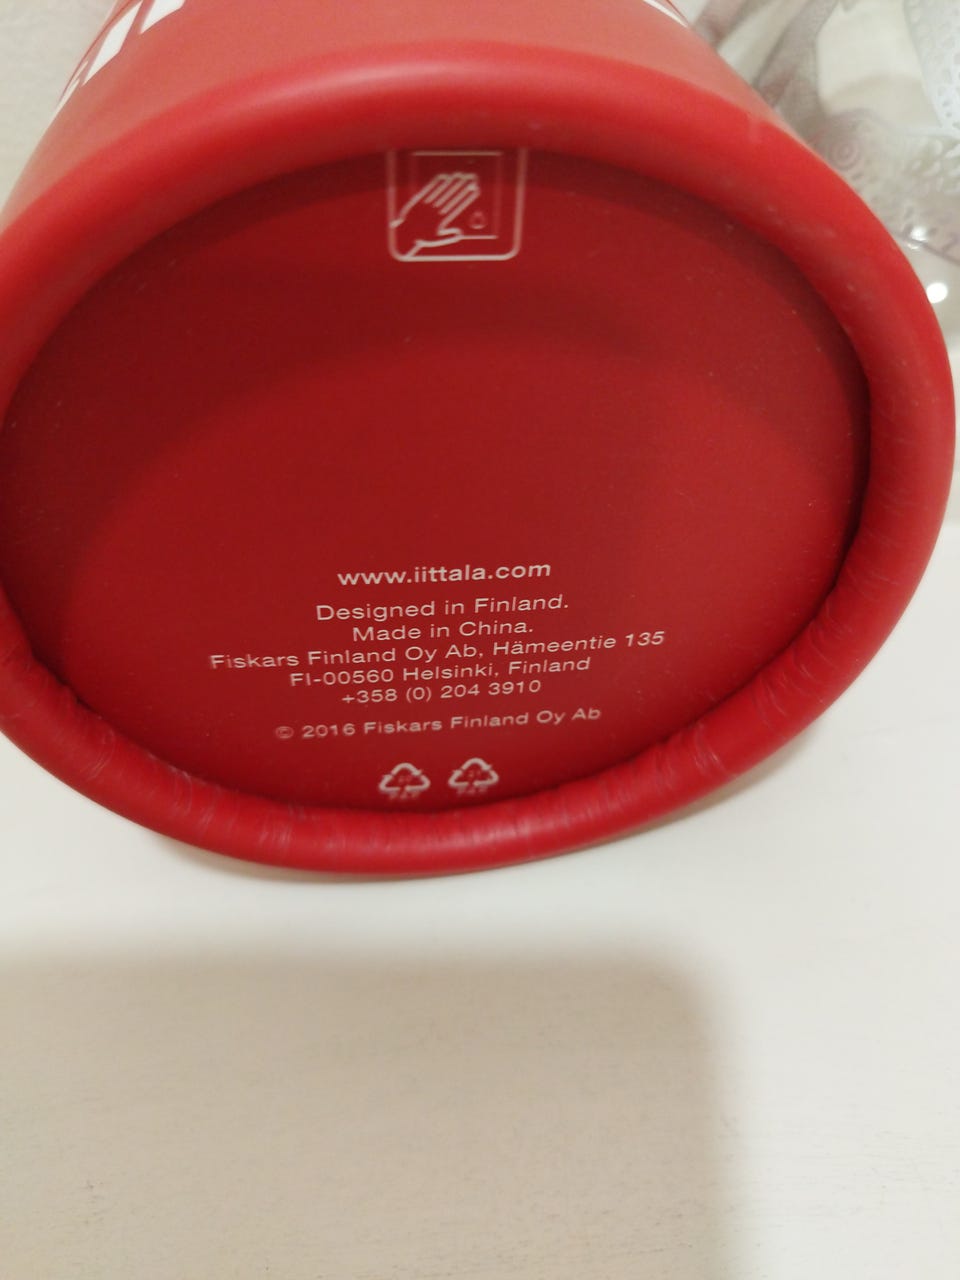 www.iittala.com
Designed in Finland.
Made in China.
Fiskars Finland Oy Ab, Hämeentie 135
FI-00560 Helsinki, Finland
+358 (0) 204 3910
© 2016 Fiskars Finland Oy Ab